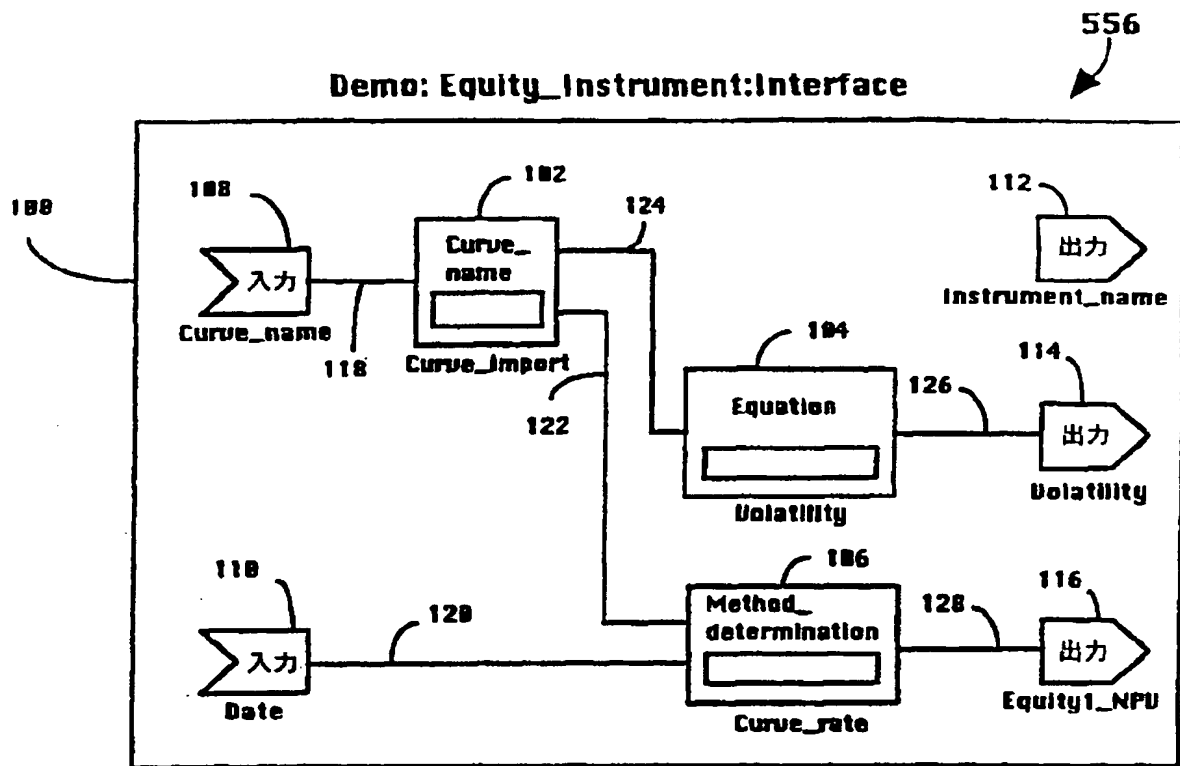 556
Demo: Equity_Instrument:Interface
100
108
102
124
112
入力
Curve_name
118
Curve_
name
Curve_import
出力
Instrument_name
122
104
Equation
Volatility
126
114
出力
Volatility
110
入力
Date
120
106
Method_
determination
Curve_rate
128
116
出力
Equity1_NPV